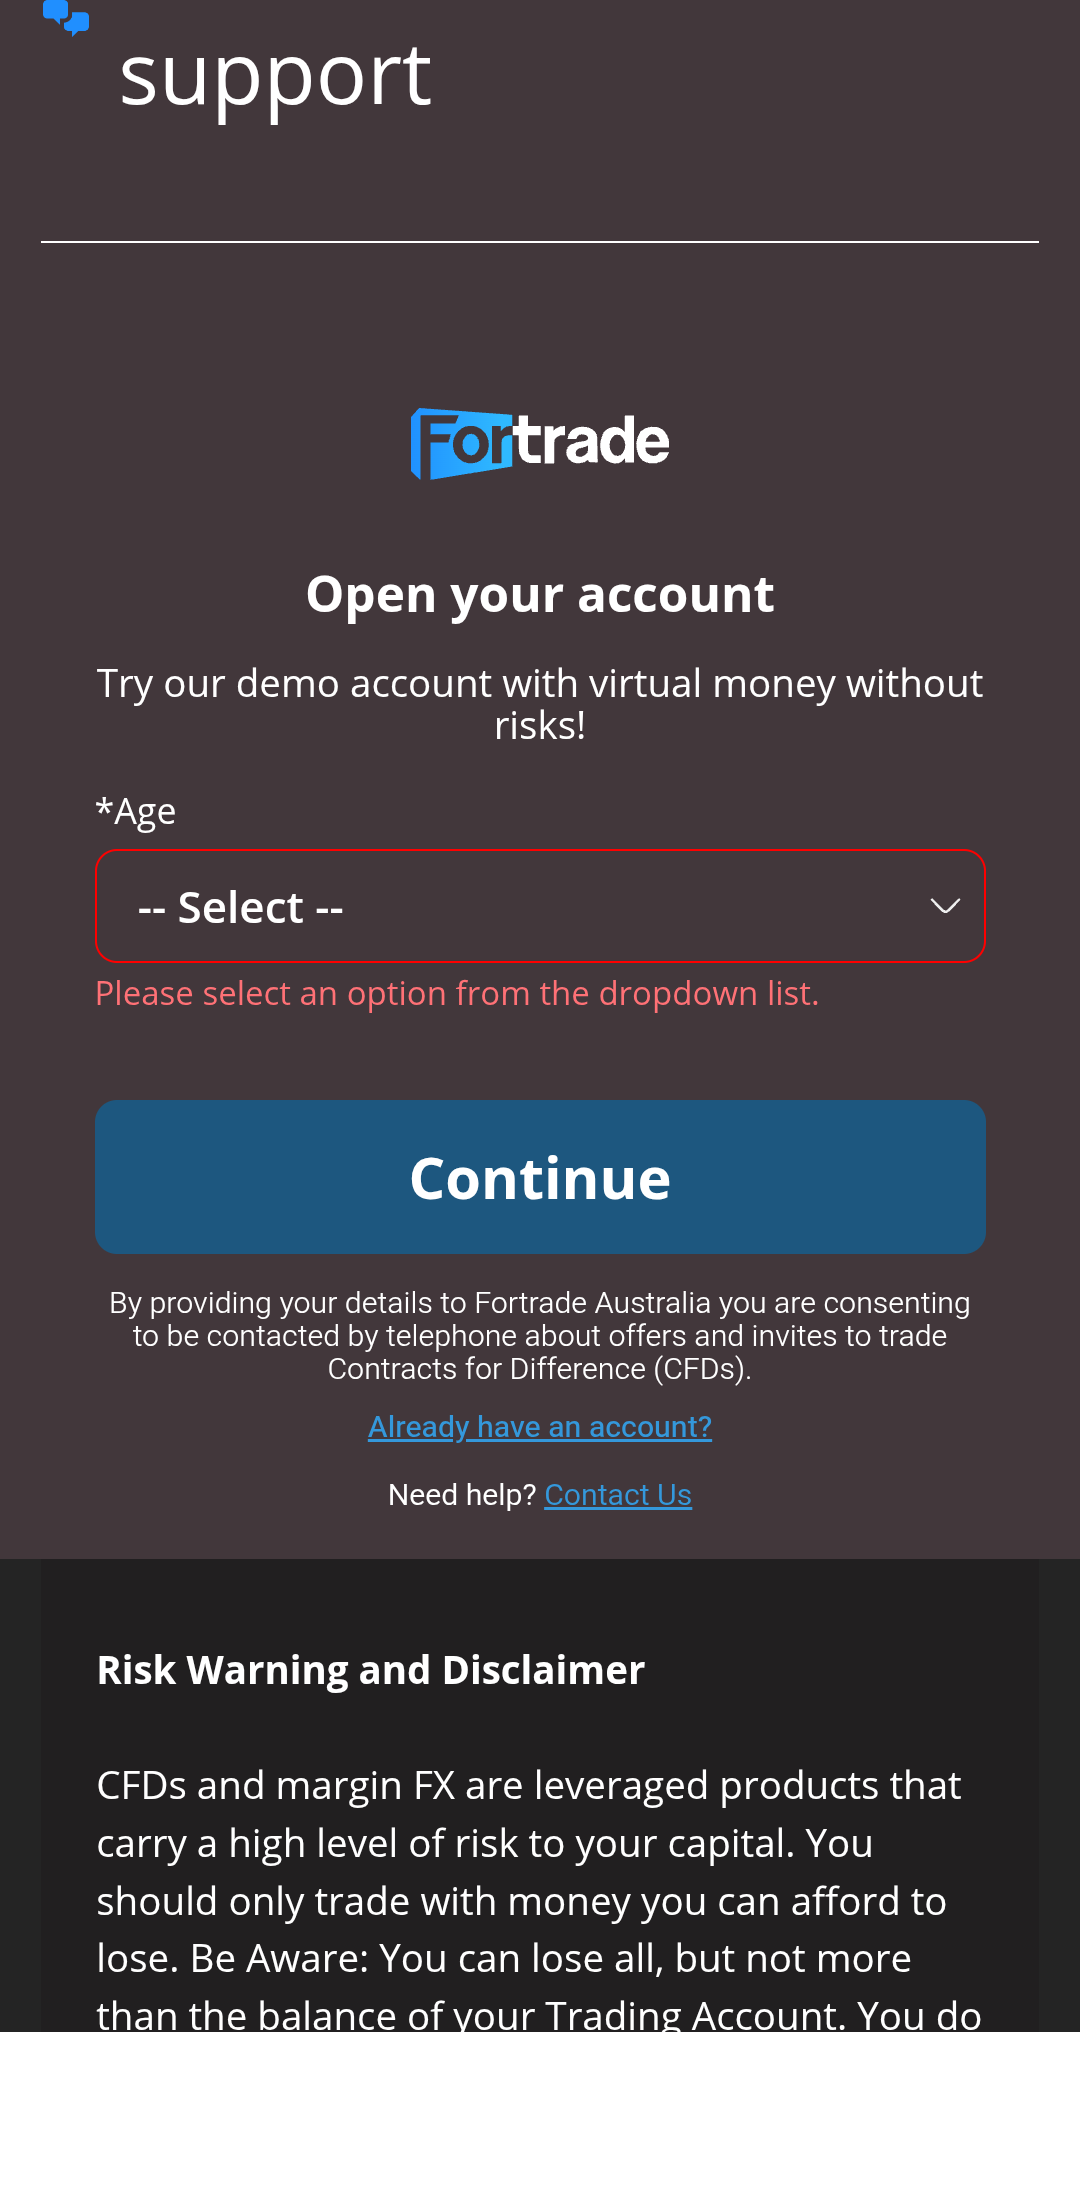 support
Fortrade
Open your account
Try our demo account with virtual money without
risks!
*Age
-- Select --
Please select an option from the dropdown list.
Continue
By providing your details to Fortrade Australia you are consenting
to be contacted by telephone about offers and invites to trade
Contracts for Difference (CFDs).
Already have an account?
Need help? Contact Us
Risk Warning and Disclaimer
CFDs and margin FX are leveraged products that
carry a high level of risk to your capital. You
should only trade with money you can afford to
lose. Be Aware: You can lose all, but not more
than the balance of your Trading Account. You do